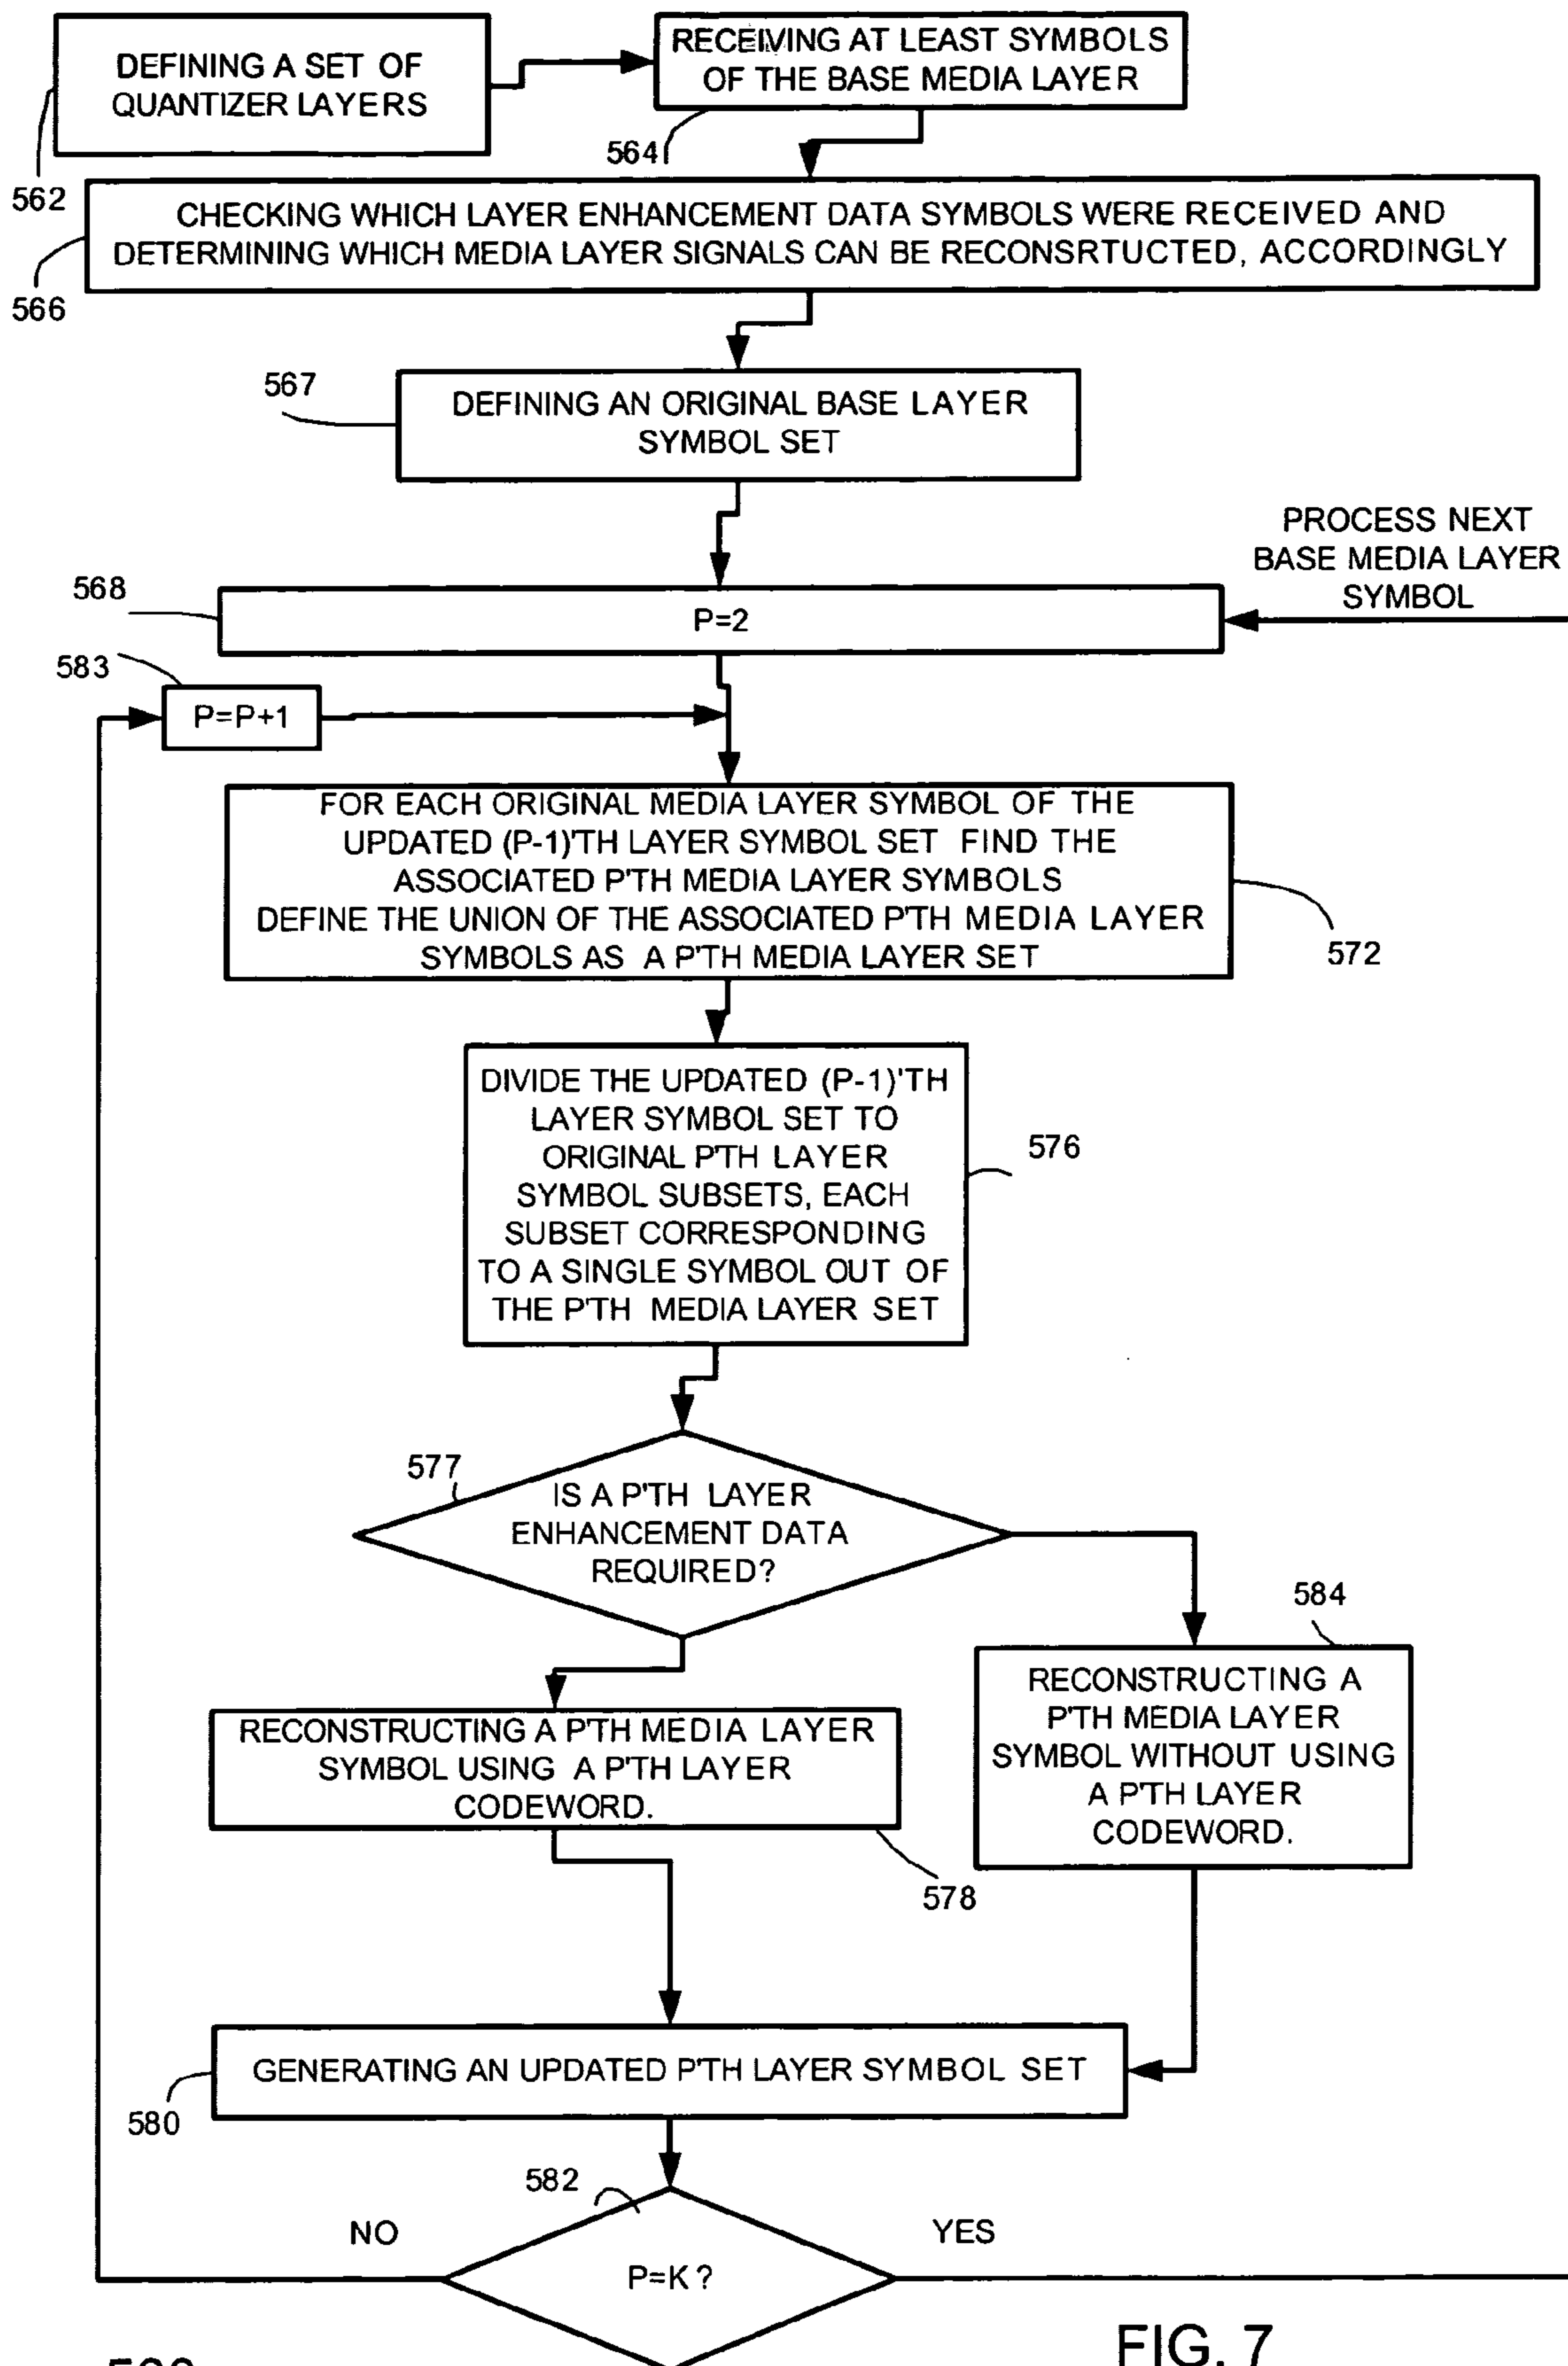 DEFINING A SET OF
QUANTIZER LAYERS
RECEIVING AT LEAST SYMBOLS
OF THE BASE MEDIA LAYER
562
564
CHECKING WHICH LAYER ENHANCEMENT DATA SYMBOLS WERE RECEIVED AND
DETERMINING WHICH MEDIA LAYER SIGNALS CAN BE RECONSRTUCTED, ACCORDINGLY
566
567
DEFINING AN ORIGINAL BASE LAYER
SYMBOL SET
PROCESS NEXT
BASE MEDIA LAYER
SYMBOL
568
P=2
583
P=P+1
FOR EACH ORIGINAL MEDIA LAYER SYMBOL OF THE
UPDATED (P-1)'TH LAYER SYMBOL SET FIND THE
ASSOCIATED P'TH MEDIA LAYER SYMBOLS
DEFINE THE UNION OF THE ASSOCIATED P'TH MEDIA LAYER
SYMBOLS AS A P'TH MEDIA LAYER SET
572
DIVIDE THE UPDATED (P-1)'TH
LAYER SYMBOL SET TO
ORIGINAL P'TH LAYER
SYMBOL SUBSETS, EACH
SUBSET CORRESPONDING
TO A SINGLE SYMBOL OUT OF
THE P'TH MEDIA LAYER SET
576
577
IS A P'TH LAYER
ENHANCEMENT DATA
REQUIRED?
584
RECONSTRUCTING A P'TH MEDIA LAYER
SYMBOL USING A P'TH LAYER
CODEWORD.
578
RECONSTRUCTING A
P'TH MEDIA LAYER
SYMBOL WITHOUT USING
A P'TH LAYER
CODEWORD.
GENERATING AN UPDATED P'TH LAYER SYMBOL SET
580
582
NO
YES
P=K?
FIG. 7